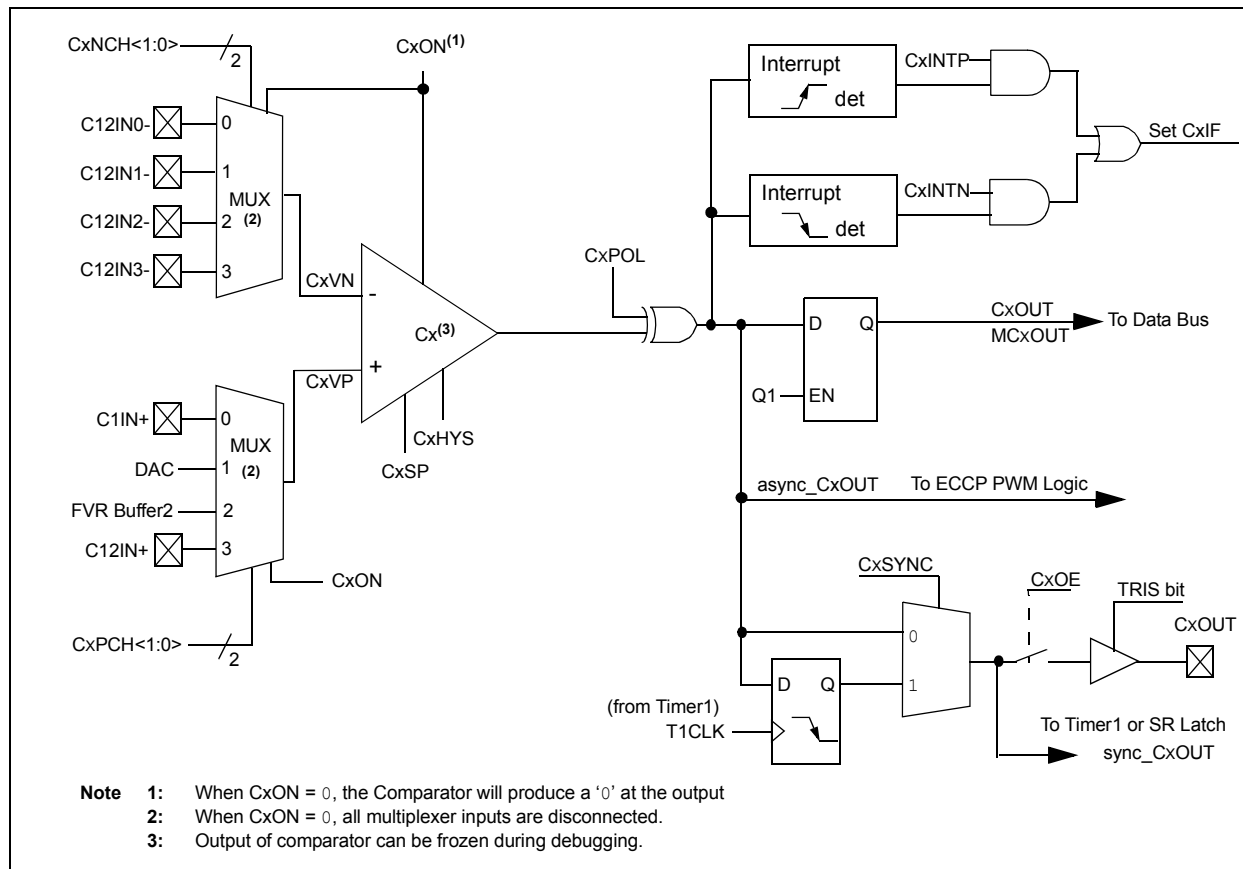 CxNCH<1:0>
2
CxON(1)
C12IN0-
0
C12IN1-
1
MUX
(2)
C12IN2-
2
C12IN3-
3
CxVN
-
Cx(3)
+
CxVP
CxHYS
CxSP
C1IN+
0
MUX
(2)
DAC
1
FVR Buffer2
2
C12IN+
3
CxON
CxPCH<1:0>
2
CxPOL
Interrupt
det
CxINTP
Interrupt
det
CxINTN
Set CxIF
D
Q
Q1
EN
CxOUT
MCxOUT
To Data Bus
async_CxOUT
To ECCP PWM Logic
CxSYNC
0
1
D
Q
(from Timer1)
T1CLK
CxOE
TRIS bit
CxOUT
To Timer1 or SR Latch
sync_CxOUT
Note 1: When CxON = 0, the Comparator will produce a ‘0’ at the output
2: When CxON = 0, all multiplexer inputs are disconnected.
3: Output of comparator can be frozen during debugging.